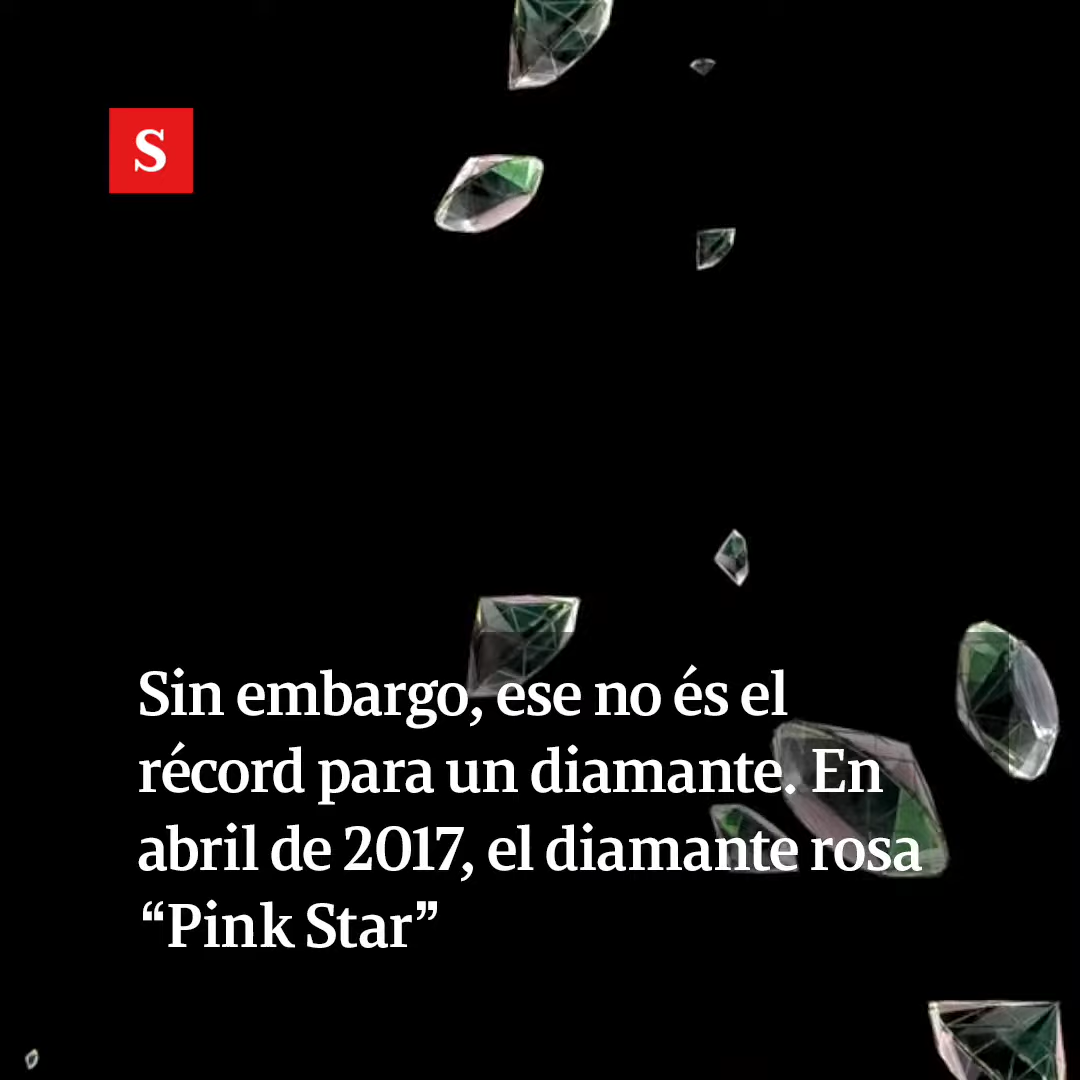 S
Sin embargo, ese no és el
récord para un diamante. En
abril de 2017, el diamante rosa
“Pink Star”